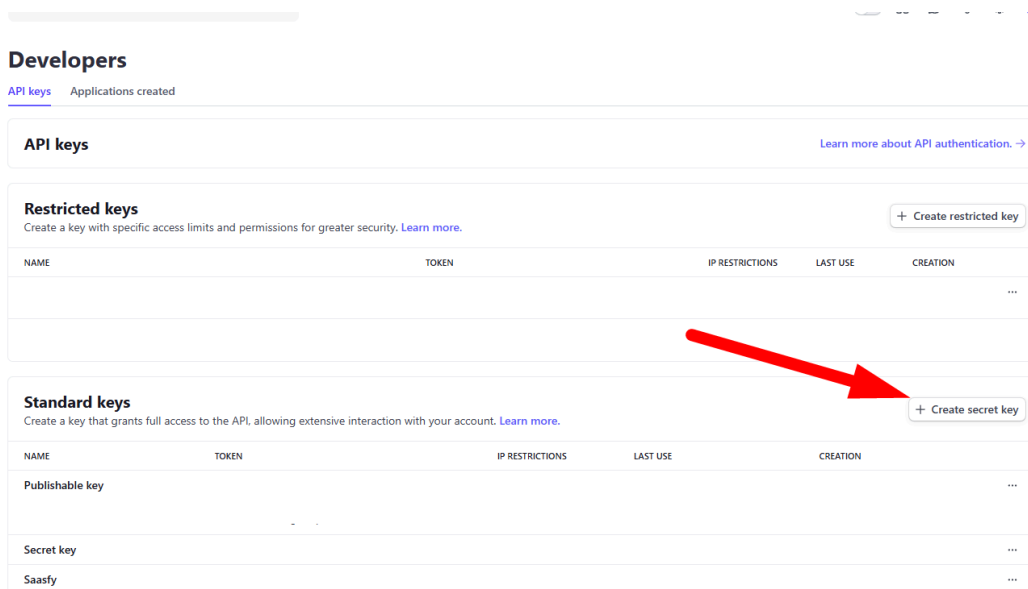 Developers
API keys Applications created
API keys
Learn more about API authentication. →
Restricted keys
+ Create restricted key
Create a key with specific access limits and permissions for greater security. Learn more.
NAME TOKEN IP RESTRICTIONS LAST USE CREATION
...
Standard keys
+ Create secret key
Create a key that grants full access to the API, allowing extensive interaction with your account. Learn more.
NAME TOKEN IP RESTRICTIONS LAST USE CREATION
Publishable key ...
Secret key ...
Saasfy ...